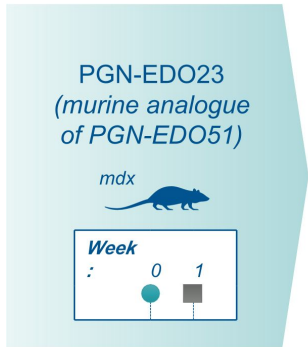 PGN-EDO23
(murine analogue
of PGN-EDO51)
mdx
Week
: 0 1